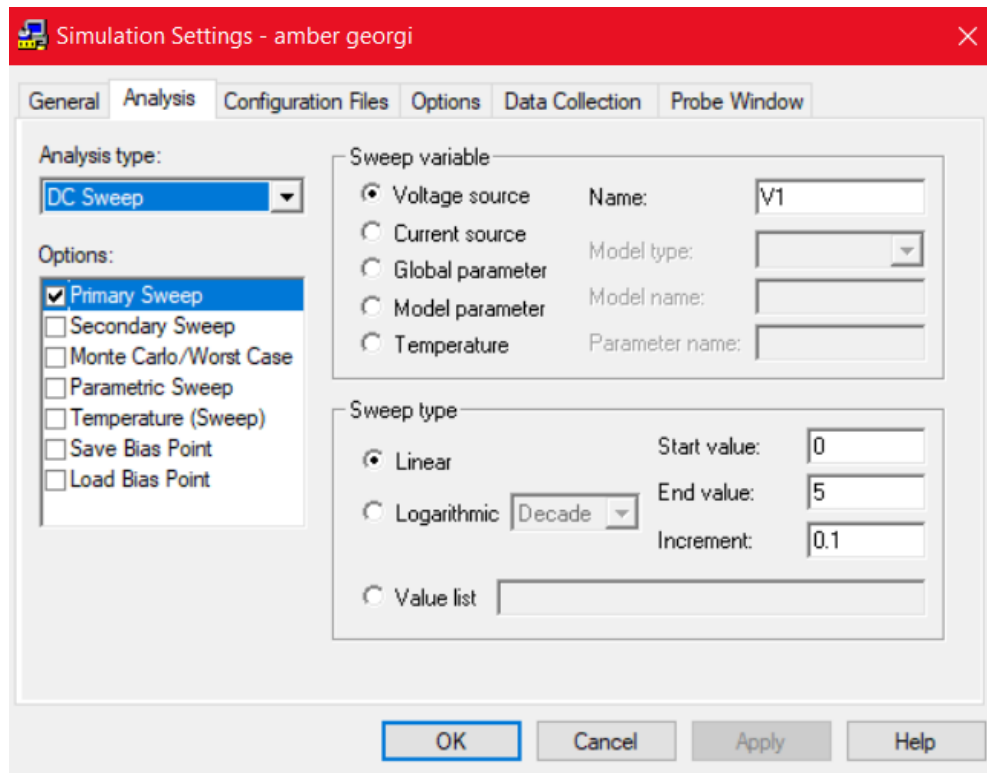 Simulation Settings - amber georgi
General Analysis Configuration Files Options Data Collection Probe Window
Analysis type:
DC Sweep
Options:
Primary Sweep
Secondary Sweep
Monte Carlo/Worst Case
Parametric Sweep
Temperature (Sweep)
Save Bias Point
Load Bias Point
Sweep variable
Voltage source
Current source
Global parameter
Model parameter
Temperature
Name: V1
Model type:
Model name:
Parameter name:
Sweep type
Linear
Logarithmic Decade
Value list
Start value: 0
End value: 5
Increment: 0.1
OK Cancel Apply Help